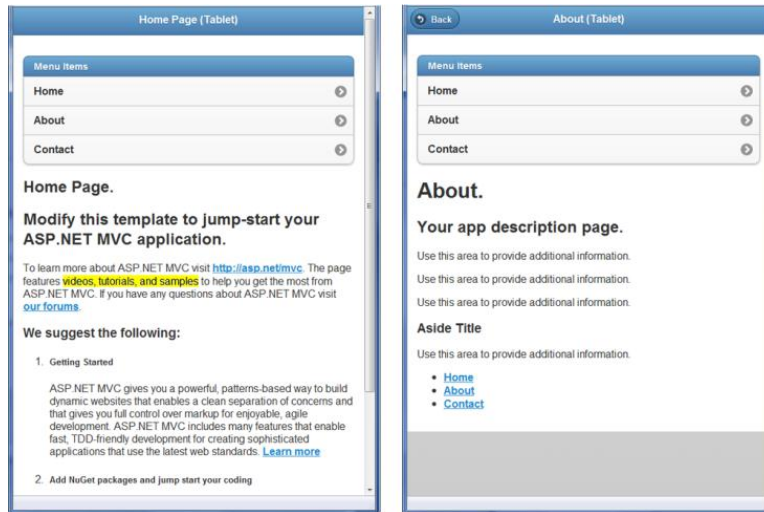 Home Page (Tablet)
Menu Items
Home
About
Contact
Home Page.
Modify this template to jump-start your
ASP.NET MVC application.
To learn more about ASP.NET MVC visit http://asp.net/mvc. The page
features videos, tutorials, and samples to help you get the most from
ASP.NET MVC. If you have any questions about ASP.NET MVC visit
our forums.
We suggest the following:
1. Getting Started
ASP.NET MVC gives you a powerful, patterns-based way to build
dynamic websites that enables a clean separation of concerns and
that gives you full control over markup for enjoyable, agile
development. ASP.NET MVC includes many features that enable
fast, TDD-friendly development for creating sophisticated
applications that use the latest web standards. Learn more
2. Add NuGet packages and jump start your coding
Back
About (Tablet)
Menu Items
Home
About
Contact
About.
Your app description page.
Use this area to provide additional information.
Use this area to provide additional information.
Use this area to provide additional information.
Aside Title
Use this area to provide additional information.
• Home
• About
• Contact